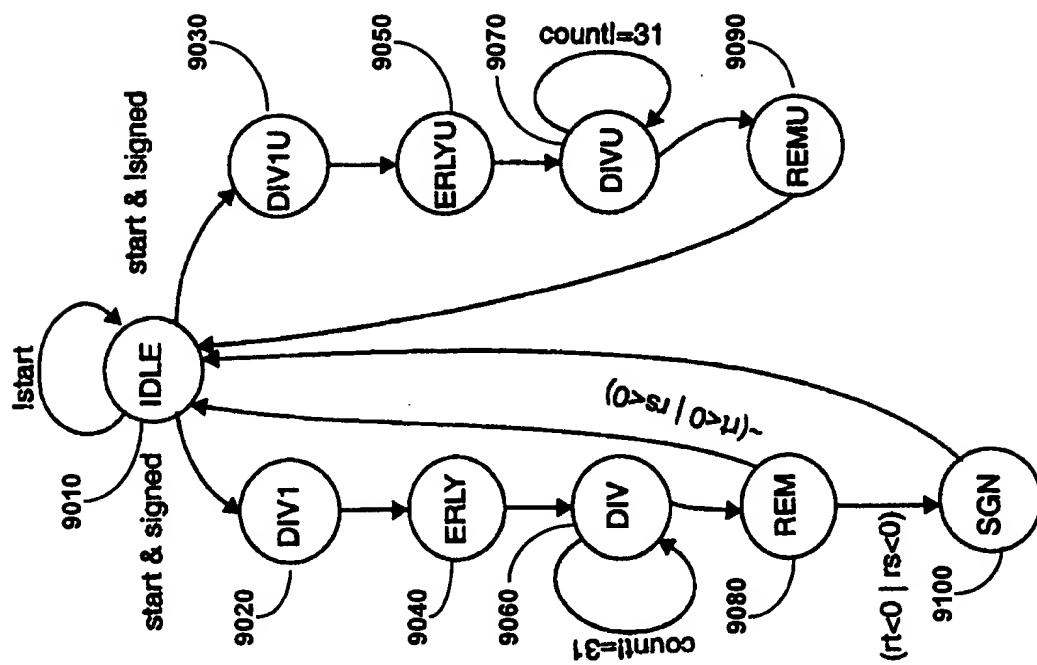 !start
9010
IDLE
start & signed
start & !signed
9020
DIV1
9030
DIV1U
9040
ERLY
9050
ERLYU
9060
DIV
count!=31
9070
DIVU
count!=31
9080
REM
~(rt<0 | rs<0)
9090
REMU
(rt<0 | rs<0)
9100
SGN